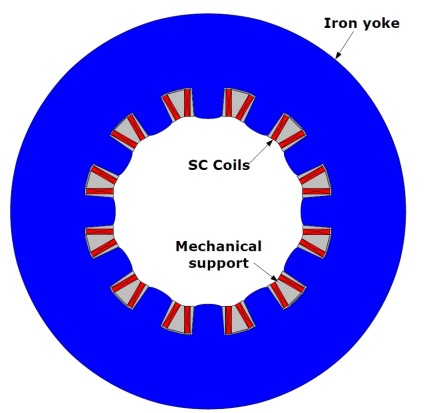 Iron yoke
SC Coils
Mechanical
support